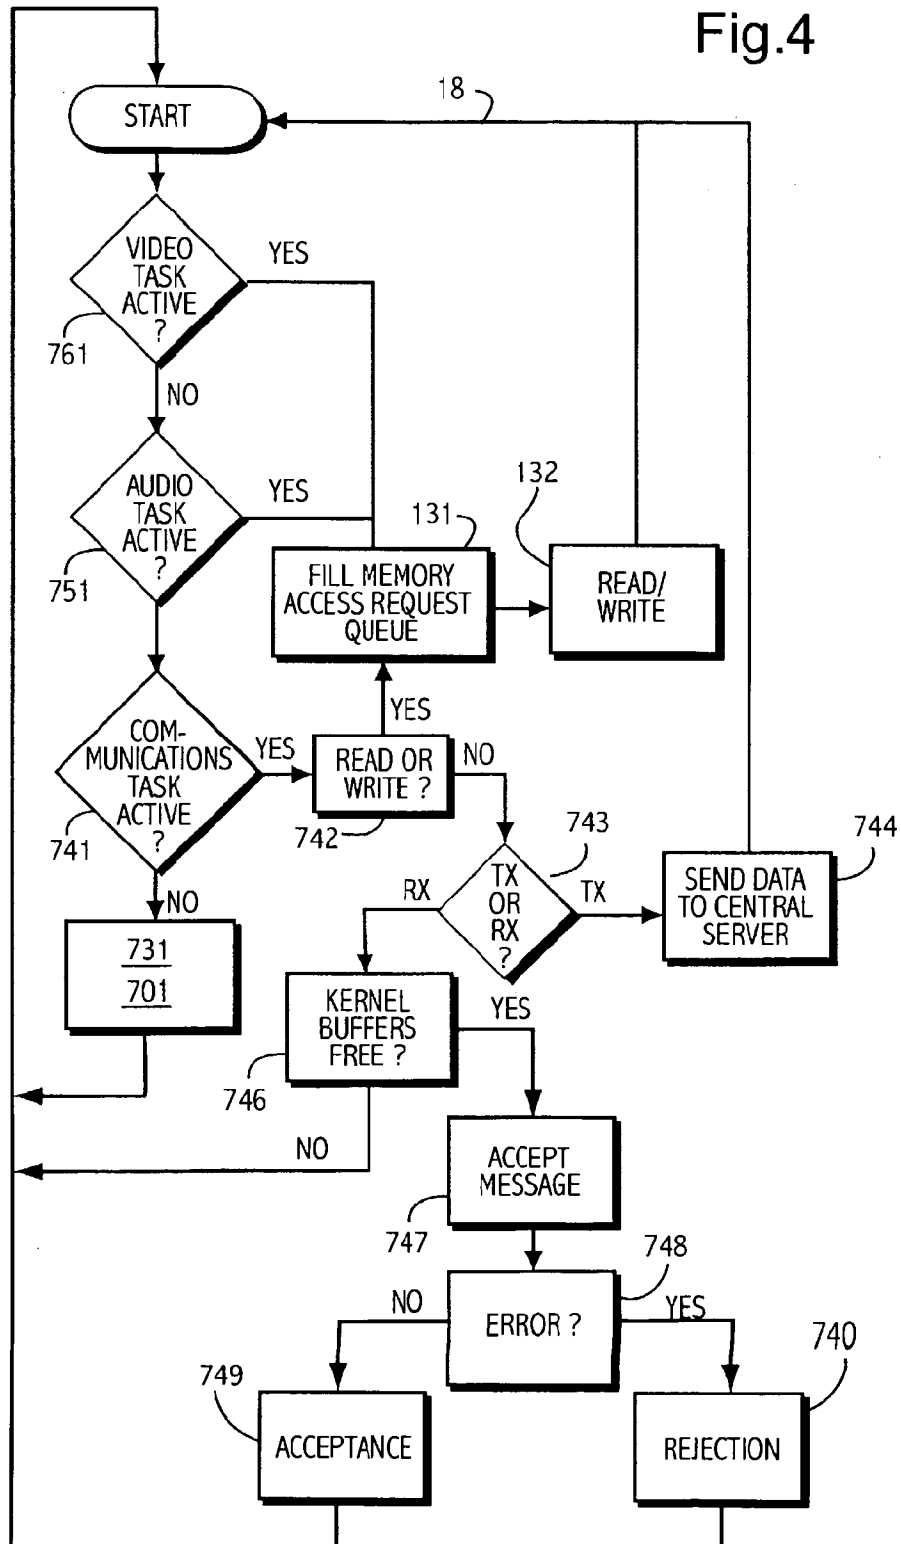 Fig.4
18
START
VIDEO
TASK
ACTIVE
?
YES
761
NO
AUDIO
TASK
ACTIVE
?
YES
751
131
132
FILL MEMORY
ACCESS REQUEST
QUEUE
READ/
WRITE
YES
COM-
MUNICATIONS
TASK
ACTIVE
?
YES
741
READ OR
WRITE ?
NO
742
743
744
TX
OR
RX
?
RX
TX
SEND DATA
TO CENTRAL
SERVER
NO
731
701
KERNEL
BUFFERS
FREE ?
YES
746
NO
ACCEPT
MESSAGE
747
748
ERROR ?
NO
YES
749
740
ACCEPTANCE
REJECTION